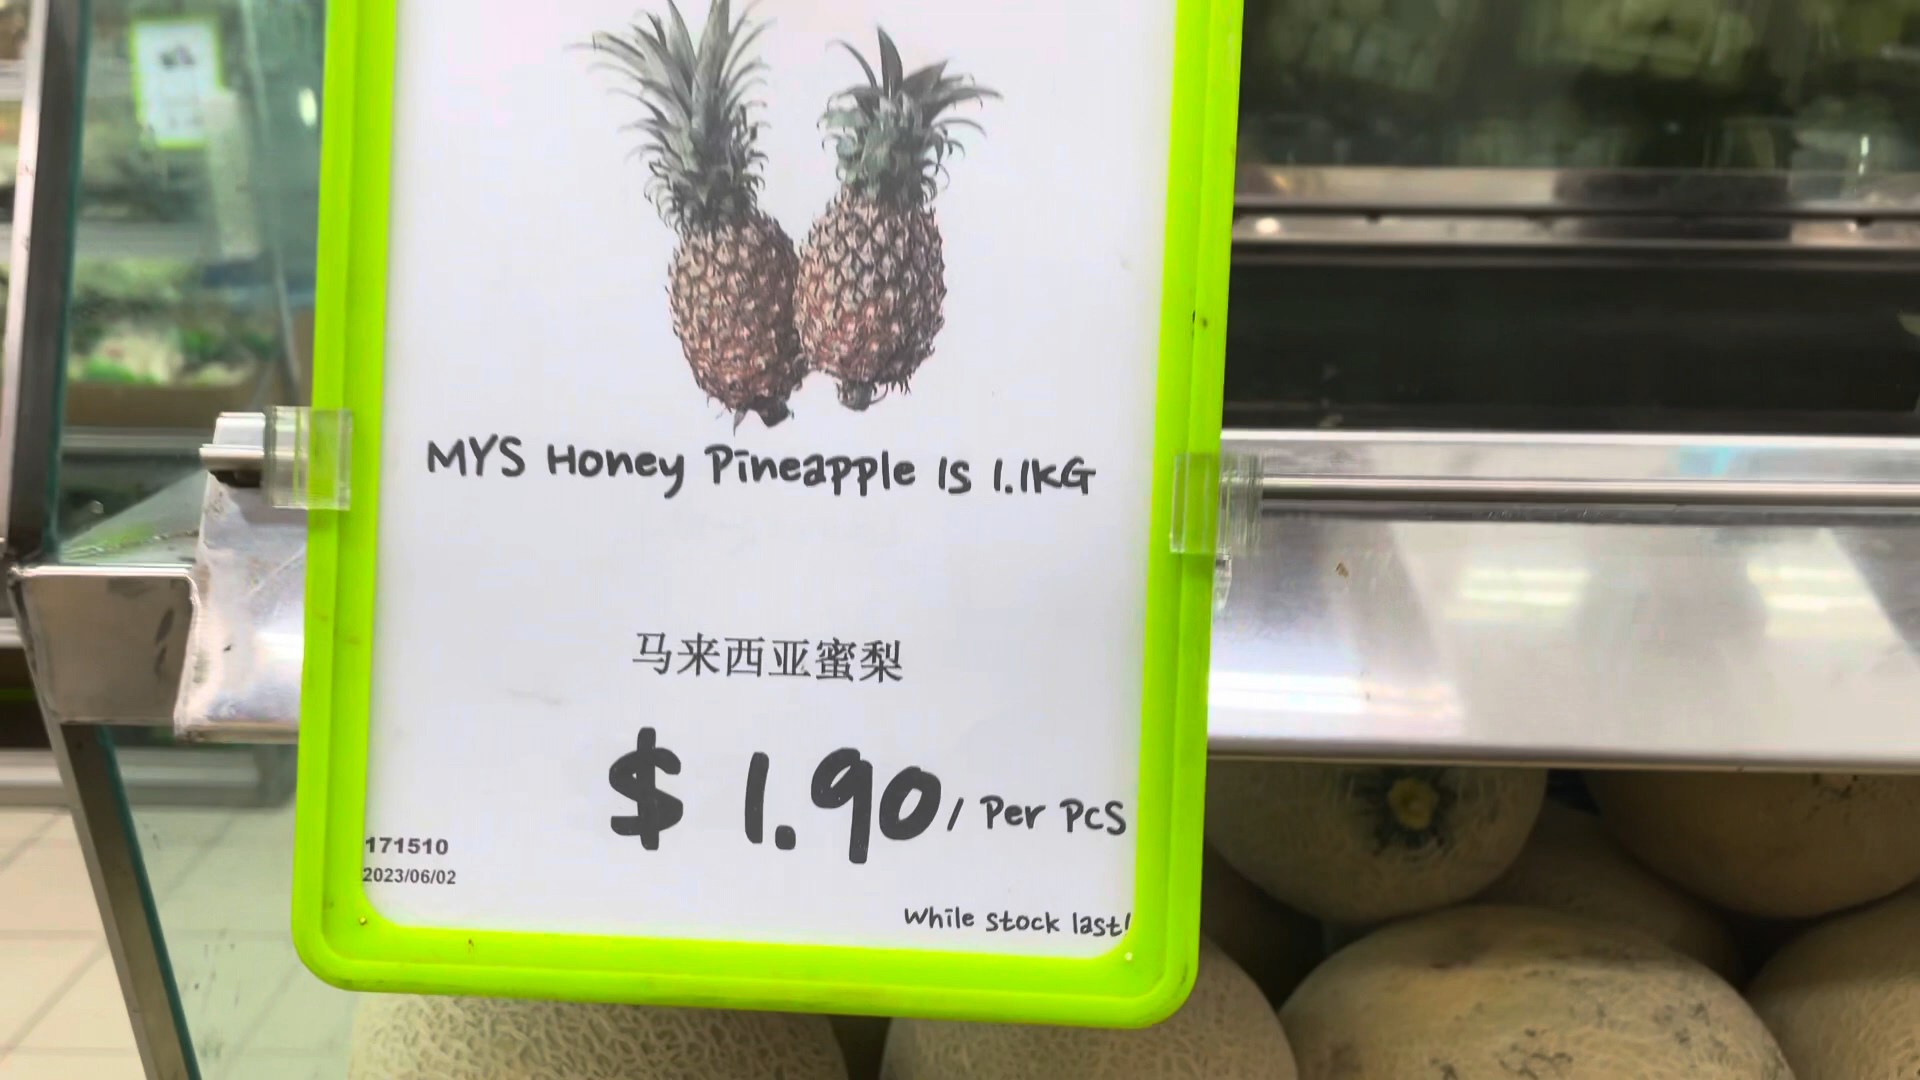 MYS Honey Pineapple 1S 1.1KG
马来西亚蜜梨
$ 1.90 / Per Pcs
171510
2023/06/02
While stock last!